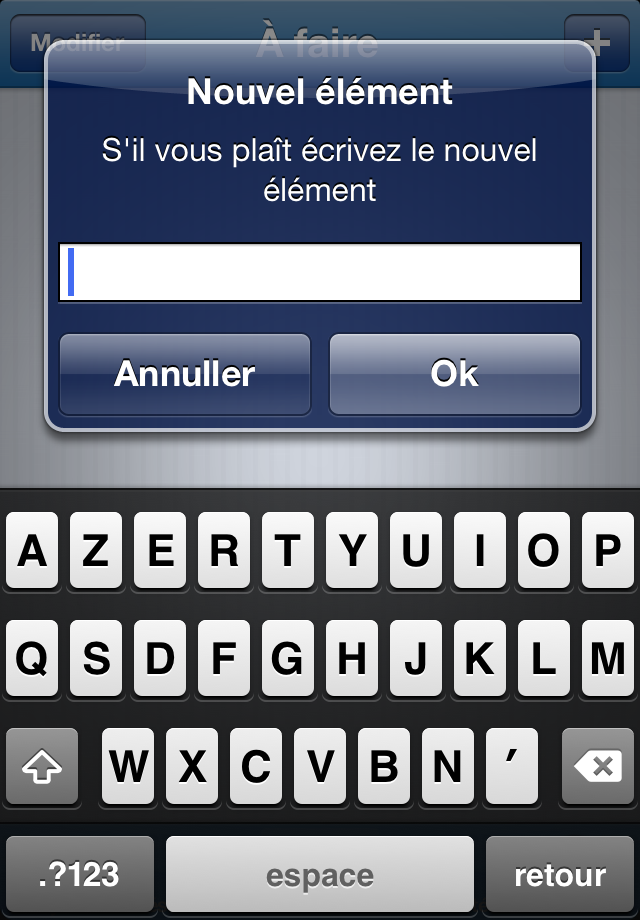 Modifier À faire +
Nouvel élément
S'il vous plaît écrivez le nouvel
élément
Annuller Ok
A Z E R T Y U I O P
Q S D F G H J K L M
W X C V B N ′
.?123 espace retour